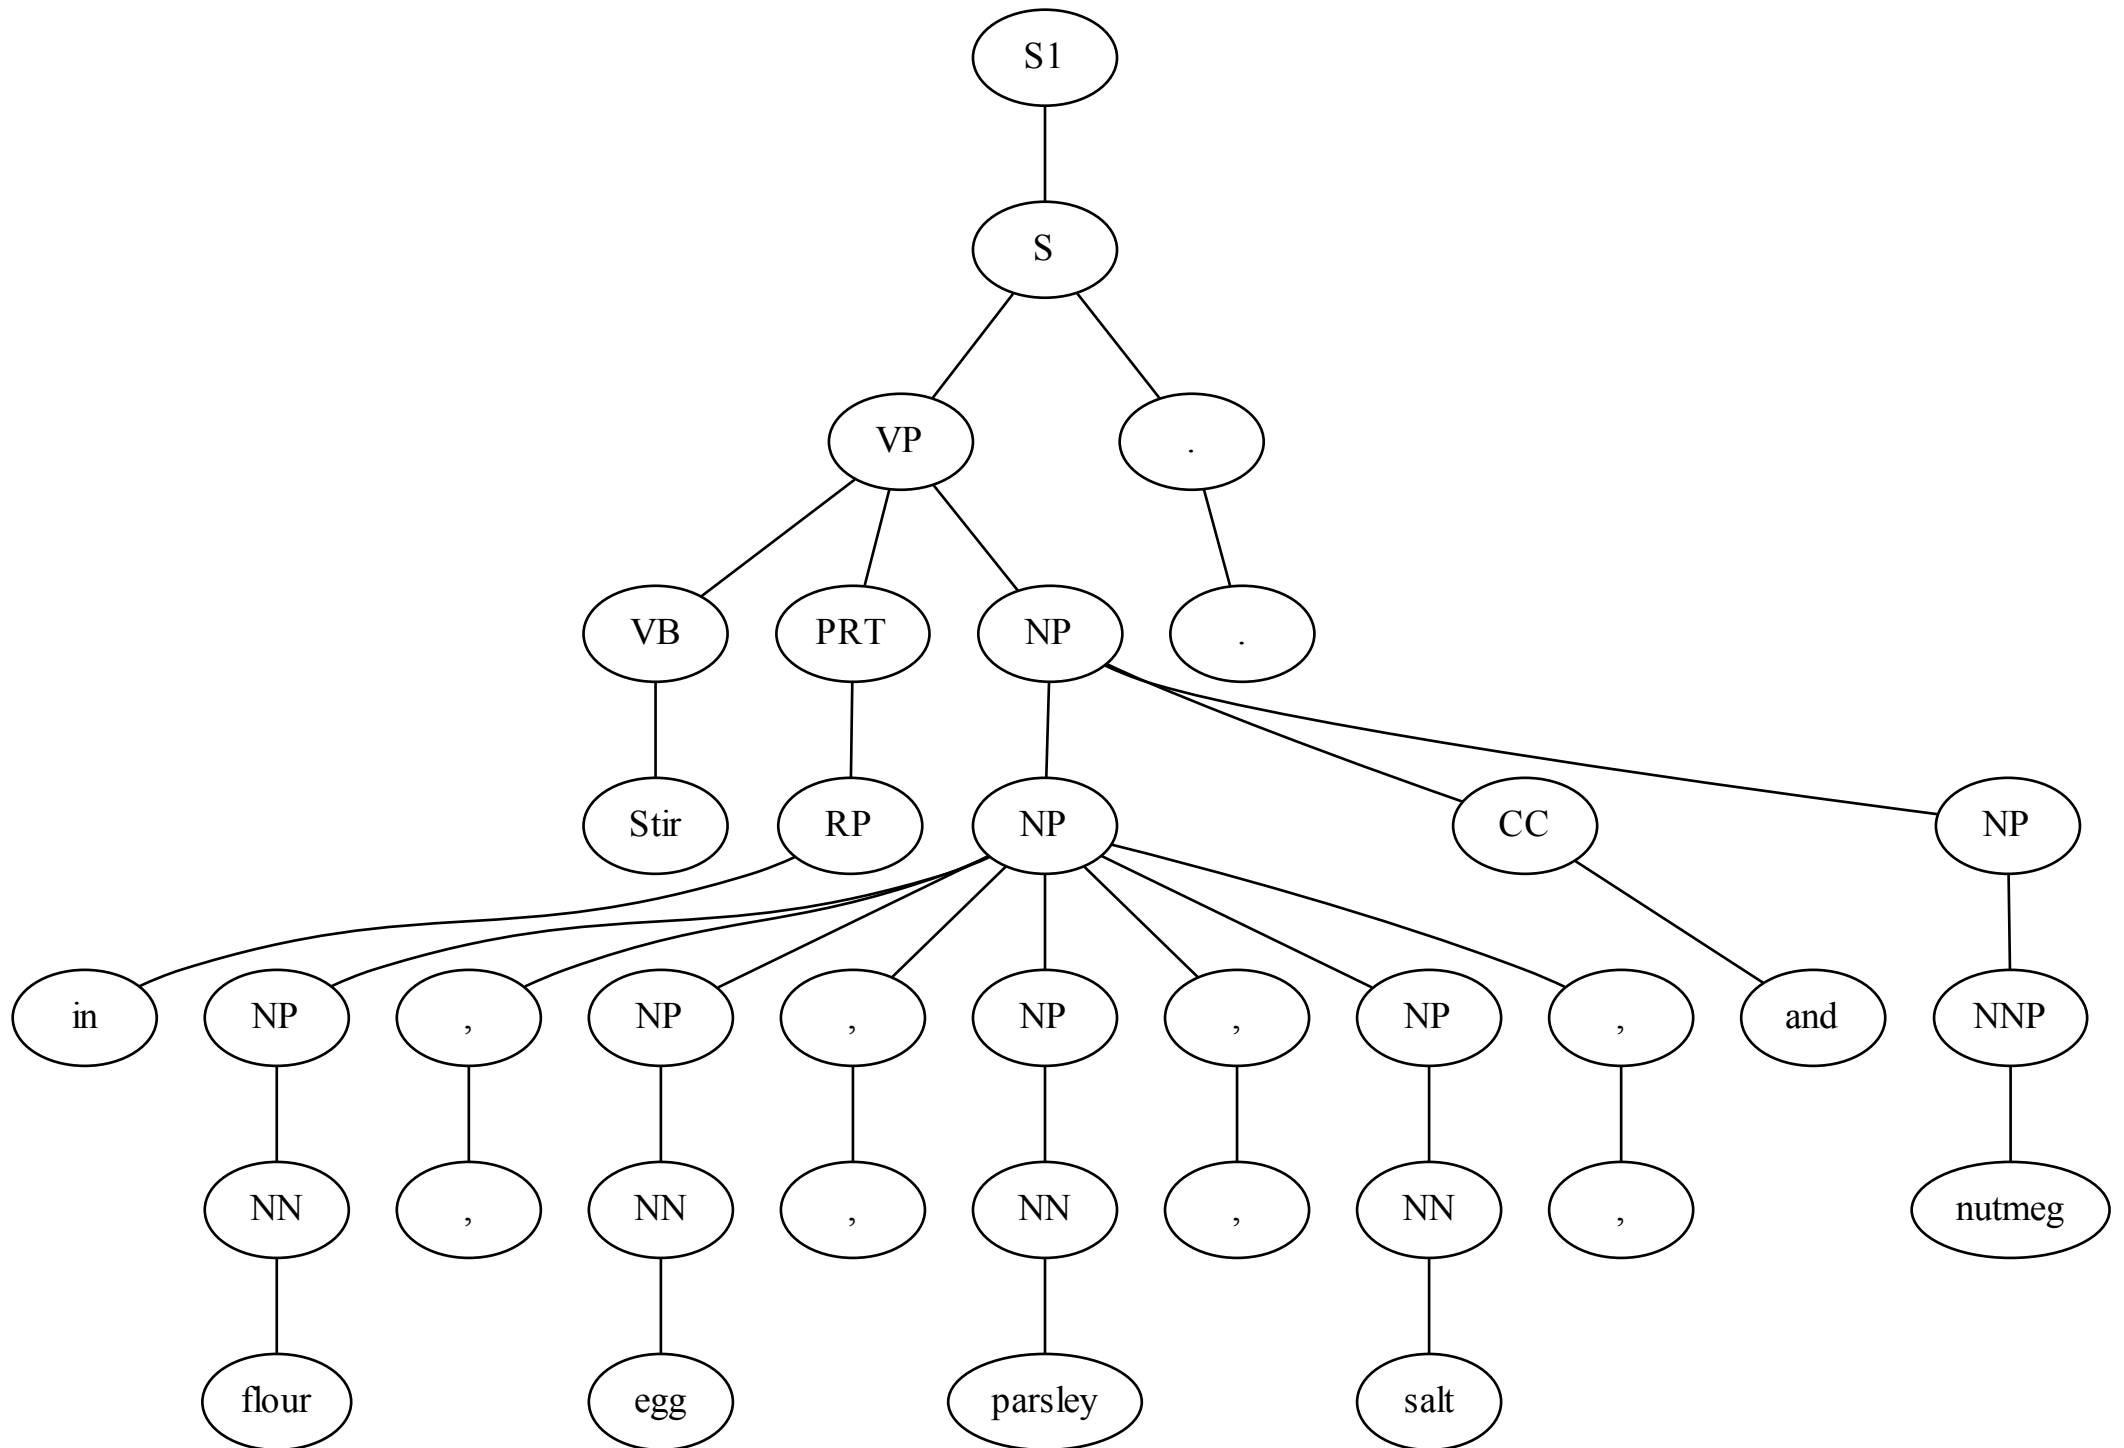 S1
S
VP .
VB PRT NP .
Stir RP NP CC NP
in NP , NP , NP , NP , and NNP
NN , NN , NN , NN , nutmeg
flour egg parsley salt